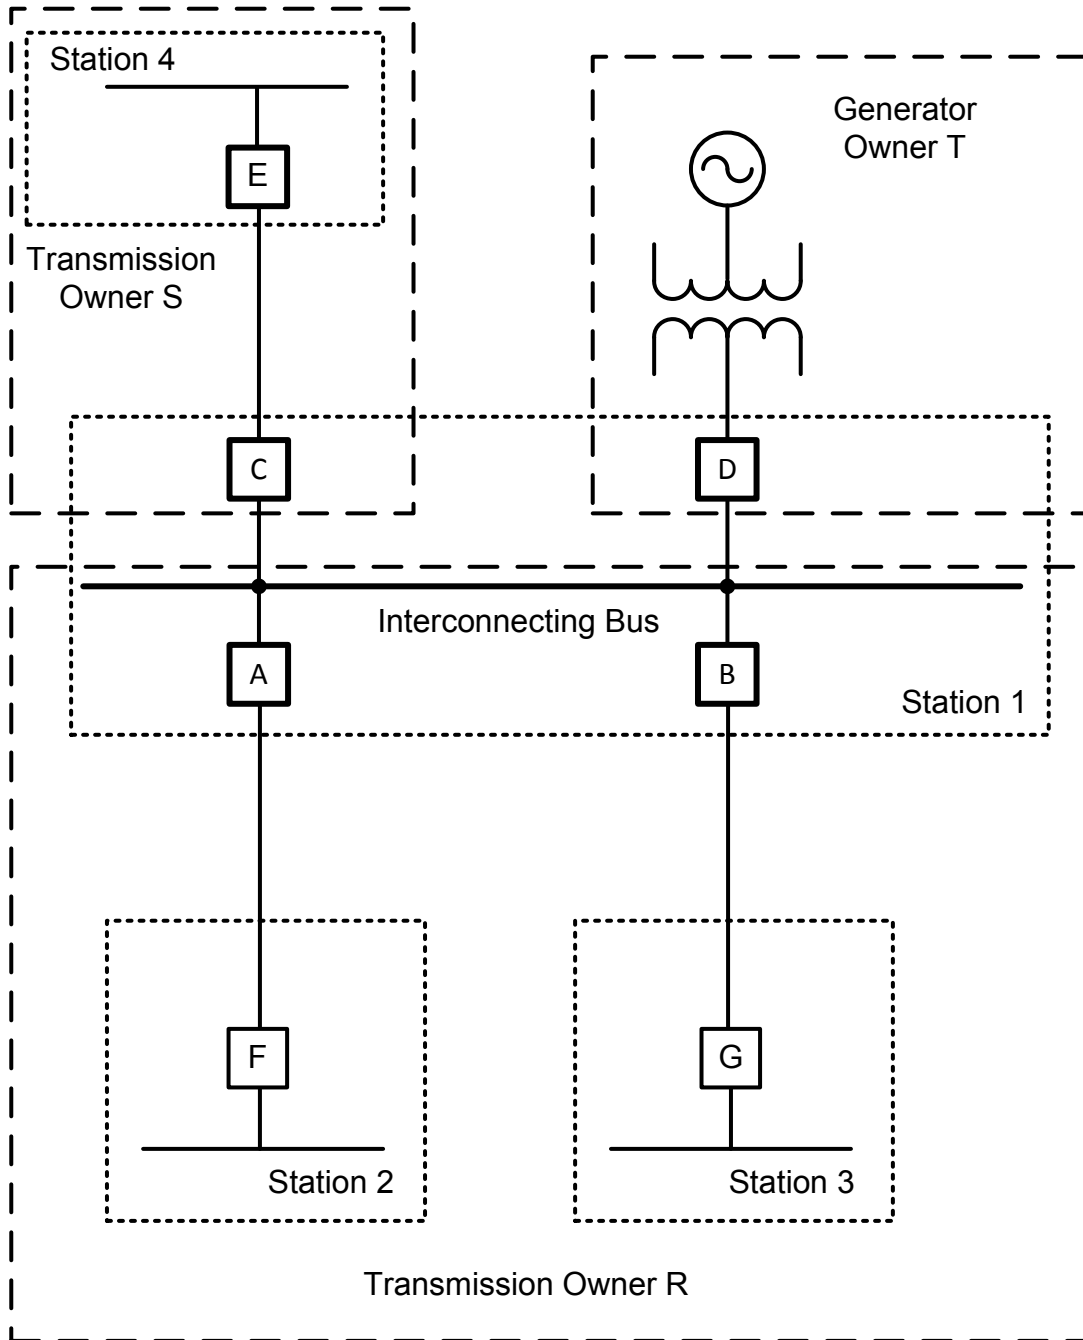 Station 4
E
Transmission
Owner S
Generator
Owner T
C
D
Interconnecting Bus
A
B
Station 1
F
G
Station 2
Station 3
Transmission Owner R